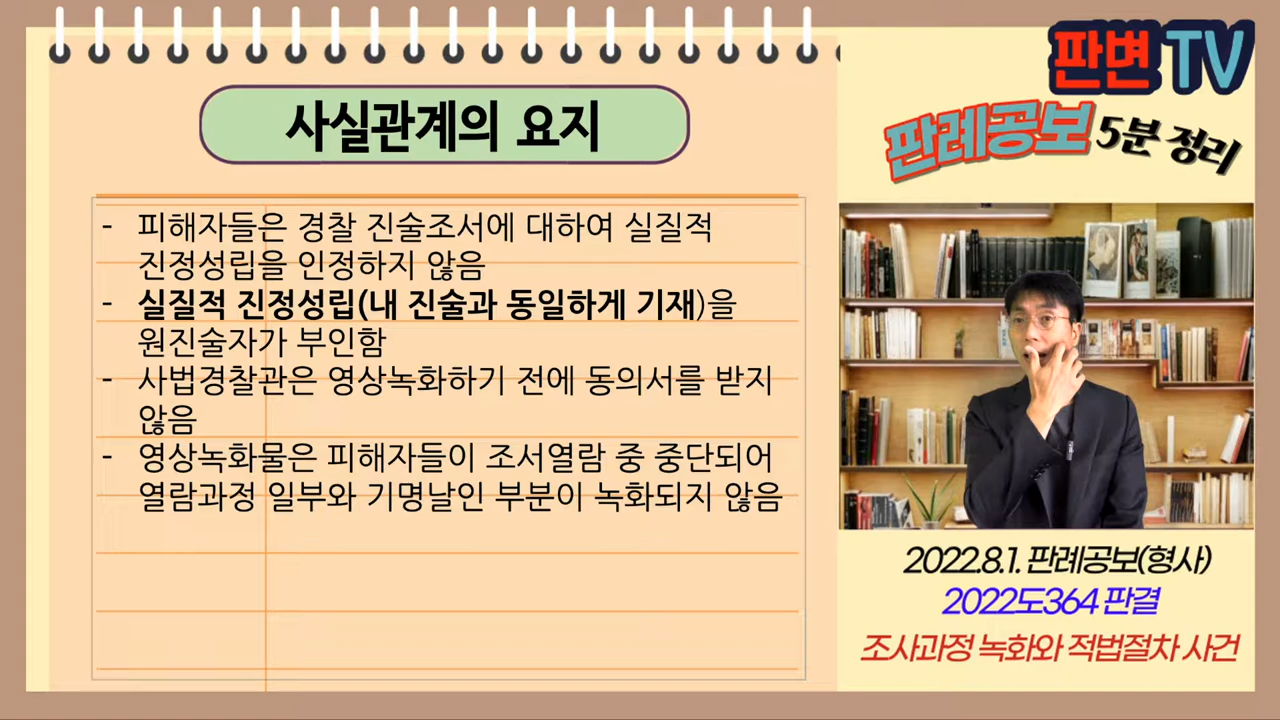 사실관계의 요지
- 피해자들은 경찰 진술조서에 대하여 실질적
진정성립을 인정하지 않음
- 실질적 진정성립(내 진술과 동일하게 기재)을
원진술자가 부인함
- 사법경찰관은 영상녹화하기 전에 동의서를 받지
않음
- 영상녹화물은 피해자들이 조서열람 중 중단되어
열람과정 일부와 기명날인 부분이 녹화되지 않음
판변 TV
판례공보 5분 정리
2022.8.1. 판례공보(형사)
2022도364 판결
조사과정 녹화와 적법절차 사건